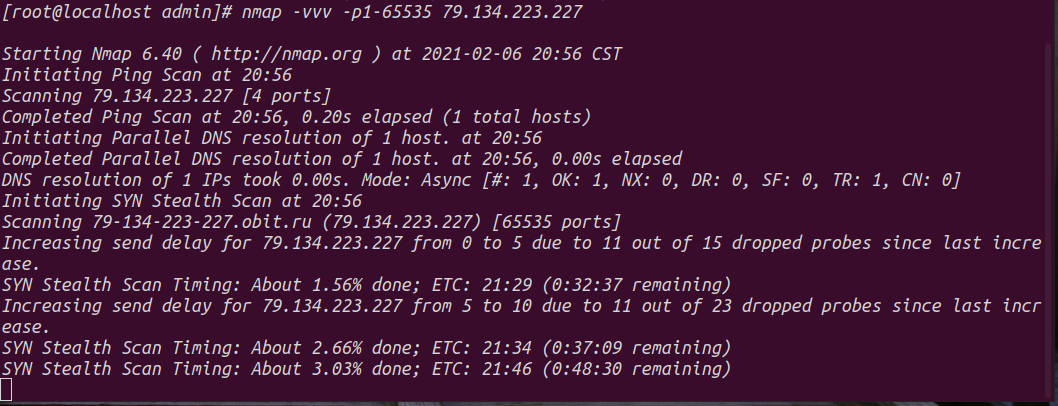 [root@localhost admin]# nmap -vvv -p1-65535 79.134.223.227
Starting Nmap 6.40 ( http://nmap.org ) at 2021-02-06 20:56 CST
Initiating Ping Scan at 20:56
Scanning 79.134.223.227 [4 ports]
Completed Ping Scan at 20:56, 0.20s elapsed (1 total hosts)
Initiating Parallel DNS resolution of 1 host. at 20:56
Completed Parallel DNS resolution of 1 host. at 20:56, 0.00s elapsed
DNS resolution of 1 IPs took 0.00s. Mode: Async [#: 1, OK: 1, NX: 0, DR: 0, SF: 0, TR: 1, CN: 0]
Initiating SYN Stealth Scan at 20:56
Scanning 79-134-223-227.obit.ru (79.134.223.227) [65535 ports]
Increasing send delay for 79.134.223.227 from 0 to 5 due to 11 out of 15 dropped probes since last incre
ase.
SYN Stealth Scan Timing: About 1.56% done; ETC: 21:29 (0:32:37 remaining)
Increasing send delay for 79.134.223.227 from 5 to 10 due to 11 out of 23 dropped probes since last incr
ease.
SYN Stealth Scan Timing: About 2.66% done; ETC: 21:34 (0:37:09 remaining)
SYN Stealth Scan Timing: About 3.03% done; ETC: 21:46 (0:48:30 remaining)